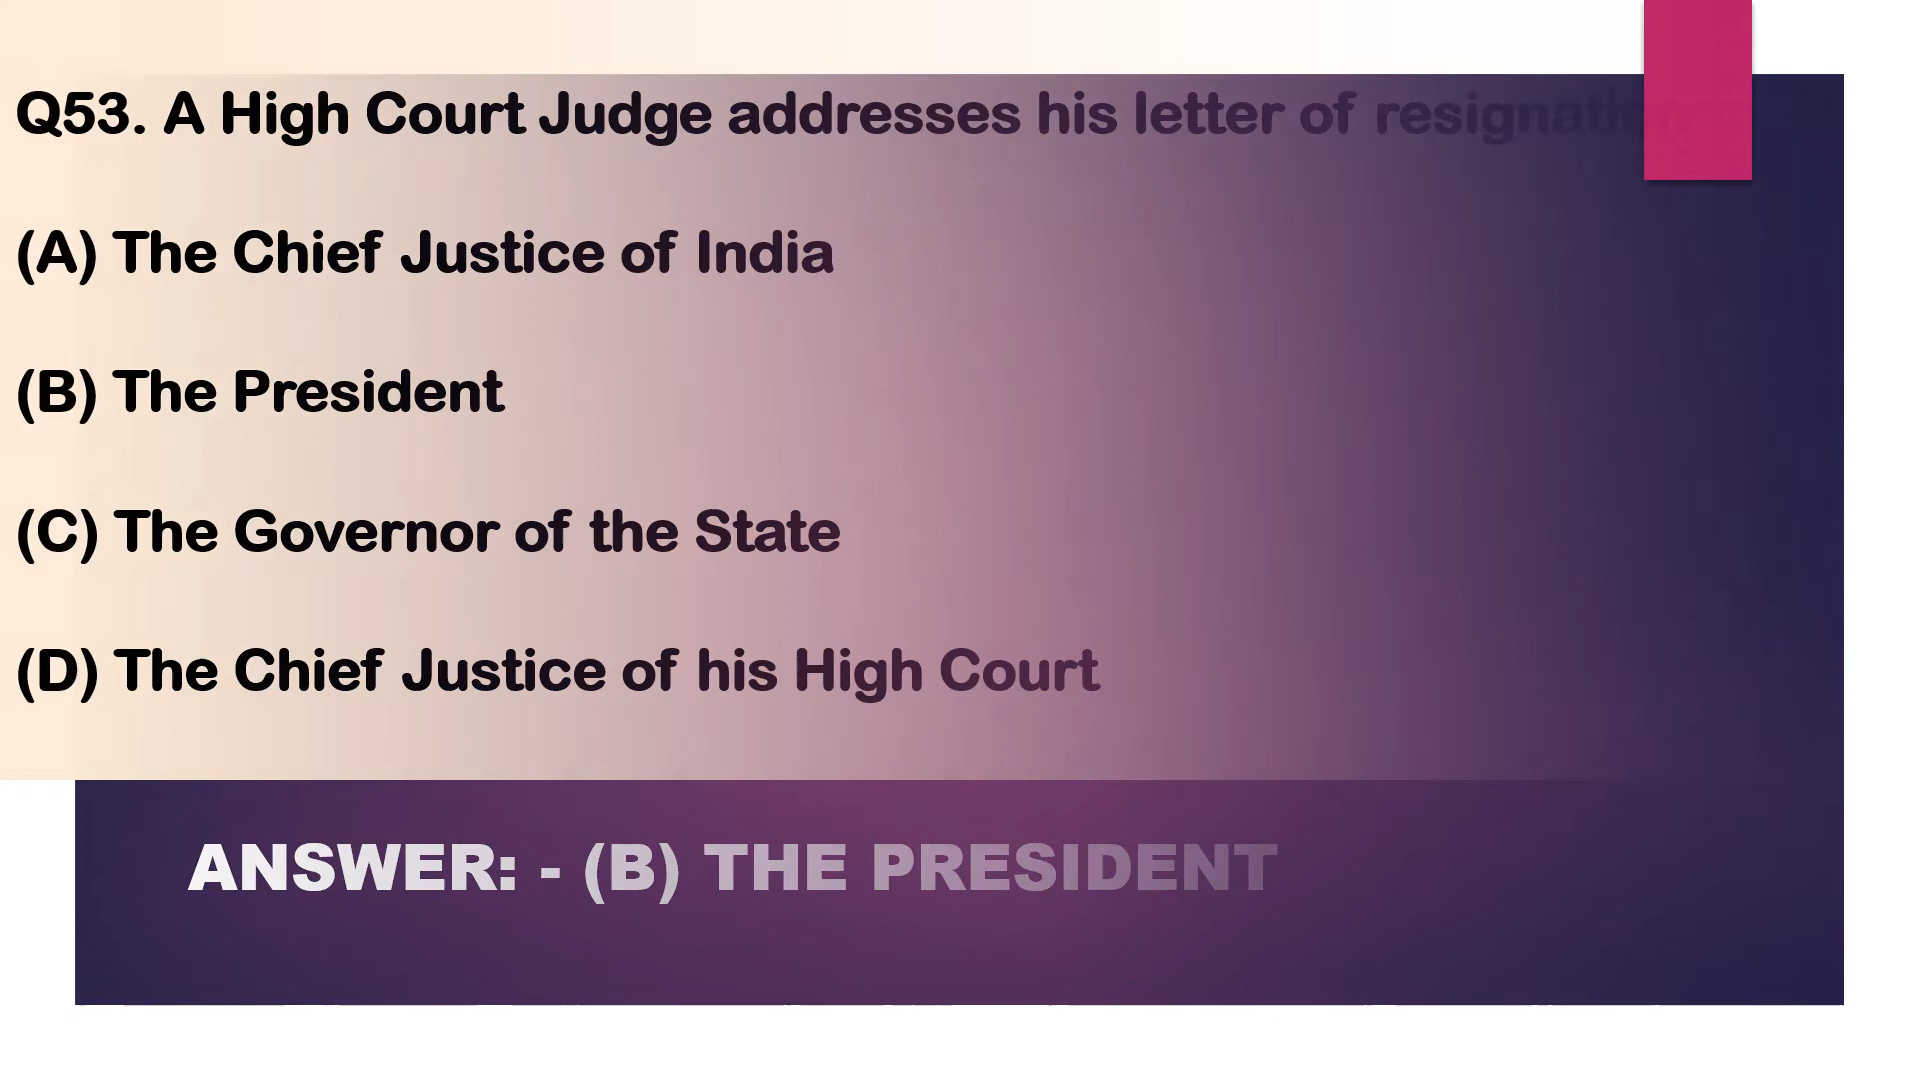 Q53. A High Court Judge addresses his letter of resignation
(A) The Chief Justice of India
(B) The President
(C) The Governor of the State
(D) The Chief Justice of his High Court
ANSWER: - (B) THE PRESIDENT